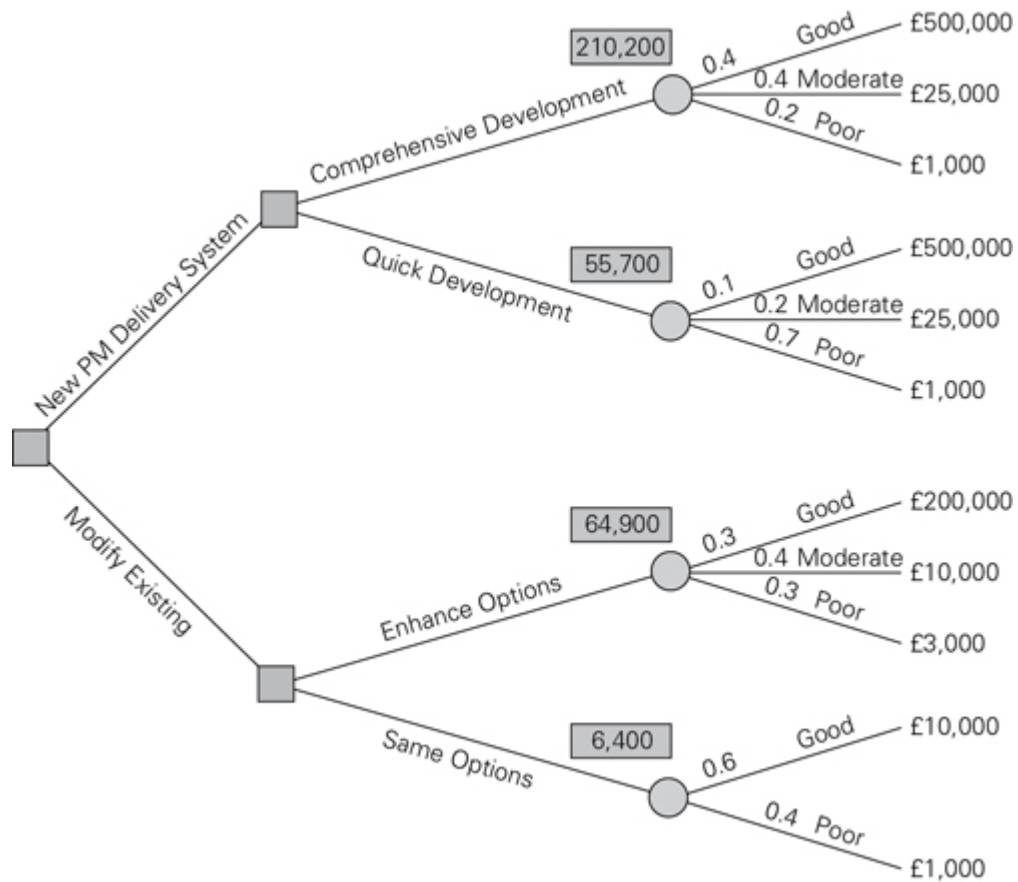 210,200
0.4 Good £500,000
0.4 Moderate £25,000
0.2 Poor £1,000
Comprehensive Development
New PM Delivery System
Quick Development
55,700
0.1 Good £500,000
0.2 Moderate £25,000
0.7 Poor £1,000
Modify Existing
64,900
0.3 Good £200,000
0.4 Moderate £10,000
0.3 Poor £3,000
Enhance Options
Same Options
6,400
0.6 Good £10,000
0.4 Poor £1,000